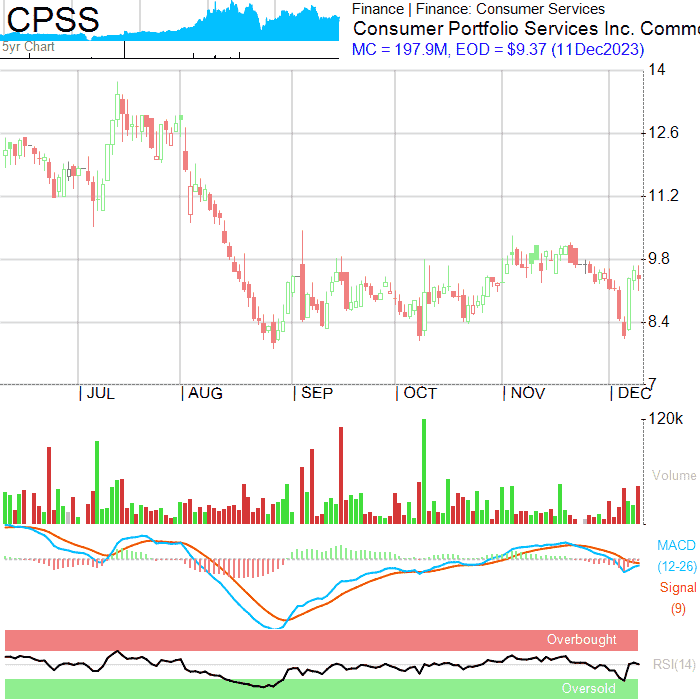 CPSS
5yr Chart
Finance | Finance: Consumer Services
Consumer Portfolio Services Inc. Commo
MC = 197.9M, EOD = $9.37 (11Dec2023)
14
12.6
11.2
9.8
8.4
7
JUL
AUG
SEP
OCT
NOV
DEC
120k
Volume
MACD
(12-26)
Signal
(9)
Overbought
RSI(14)
Oversold